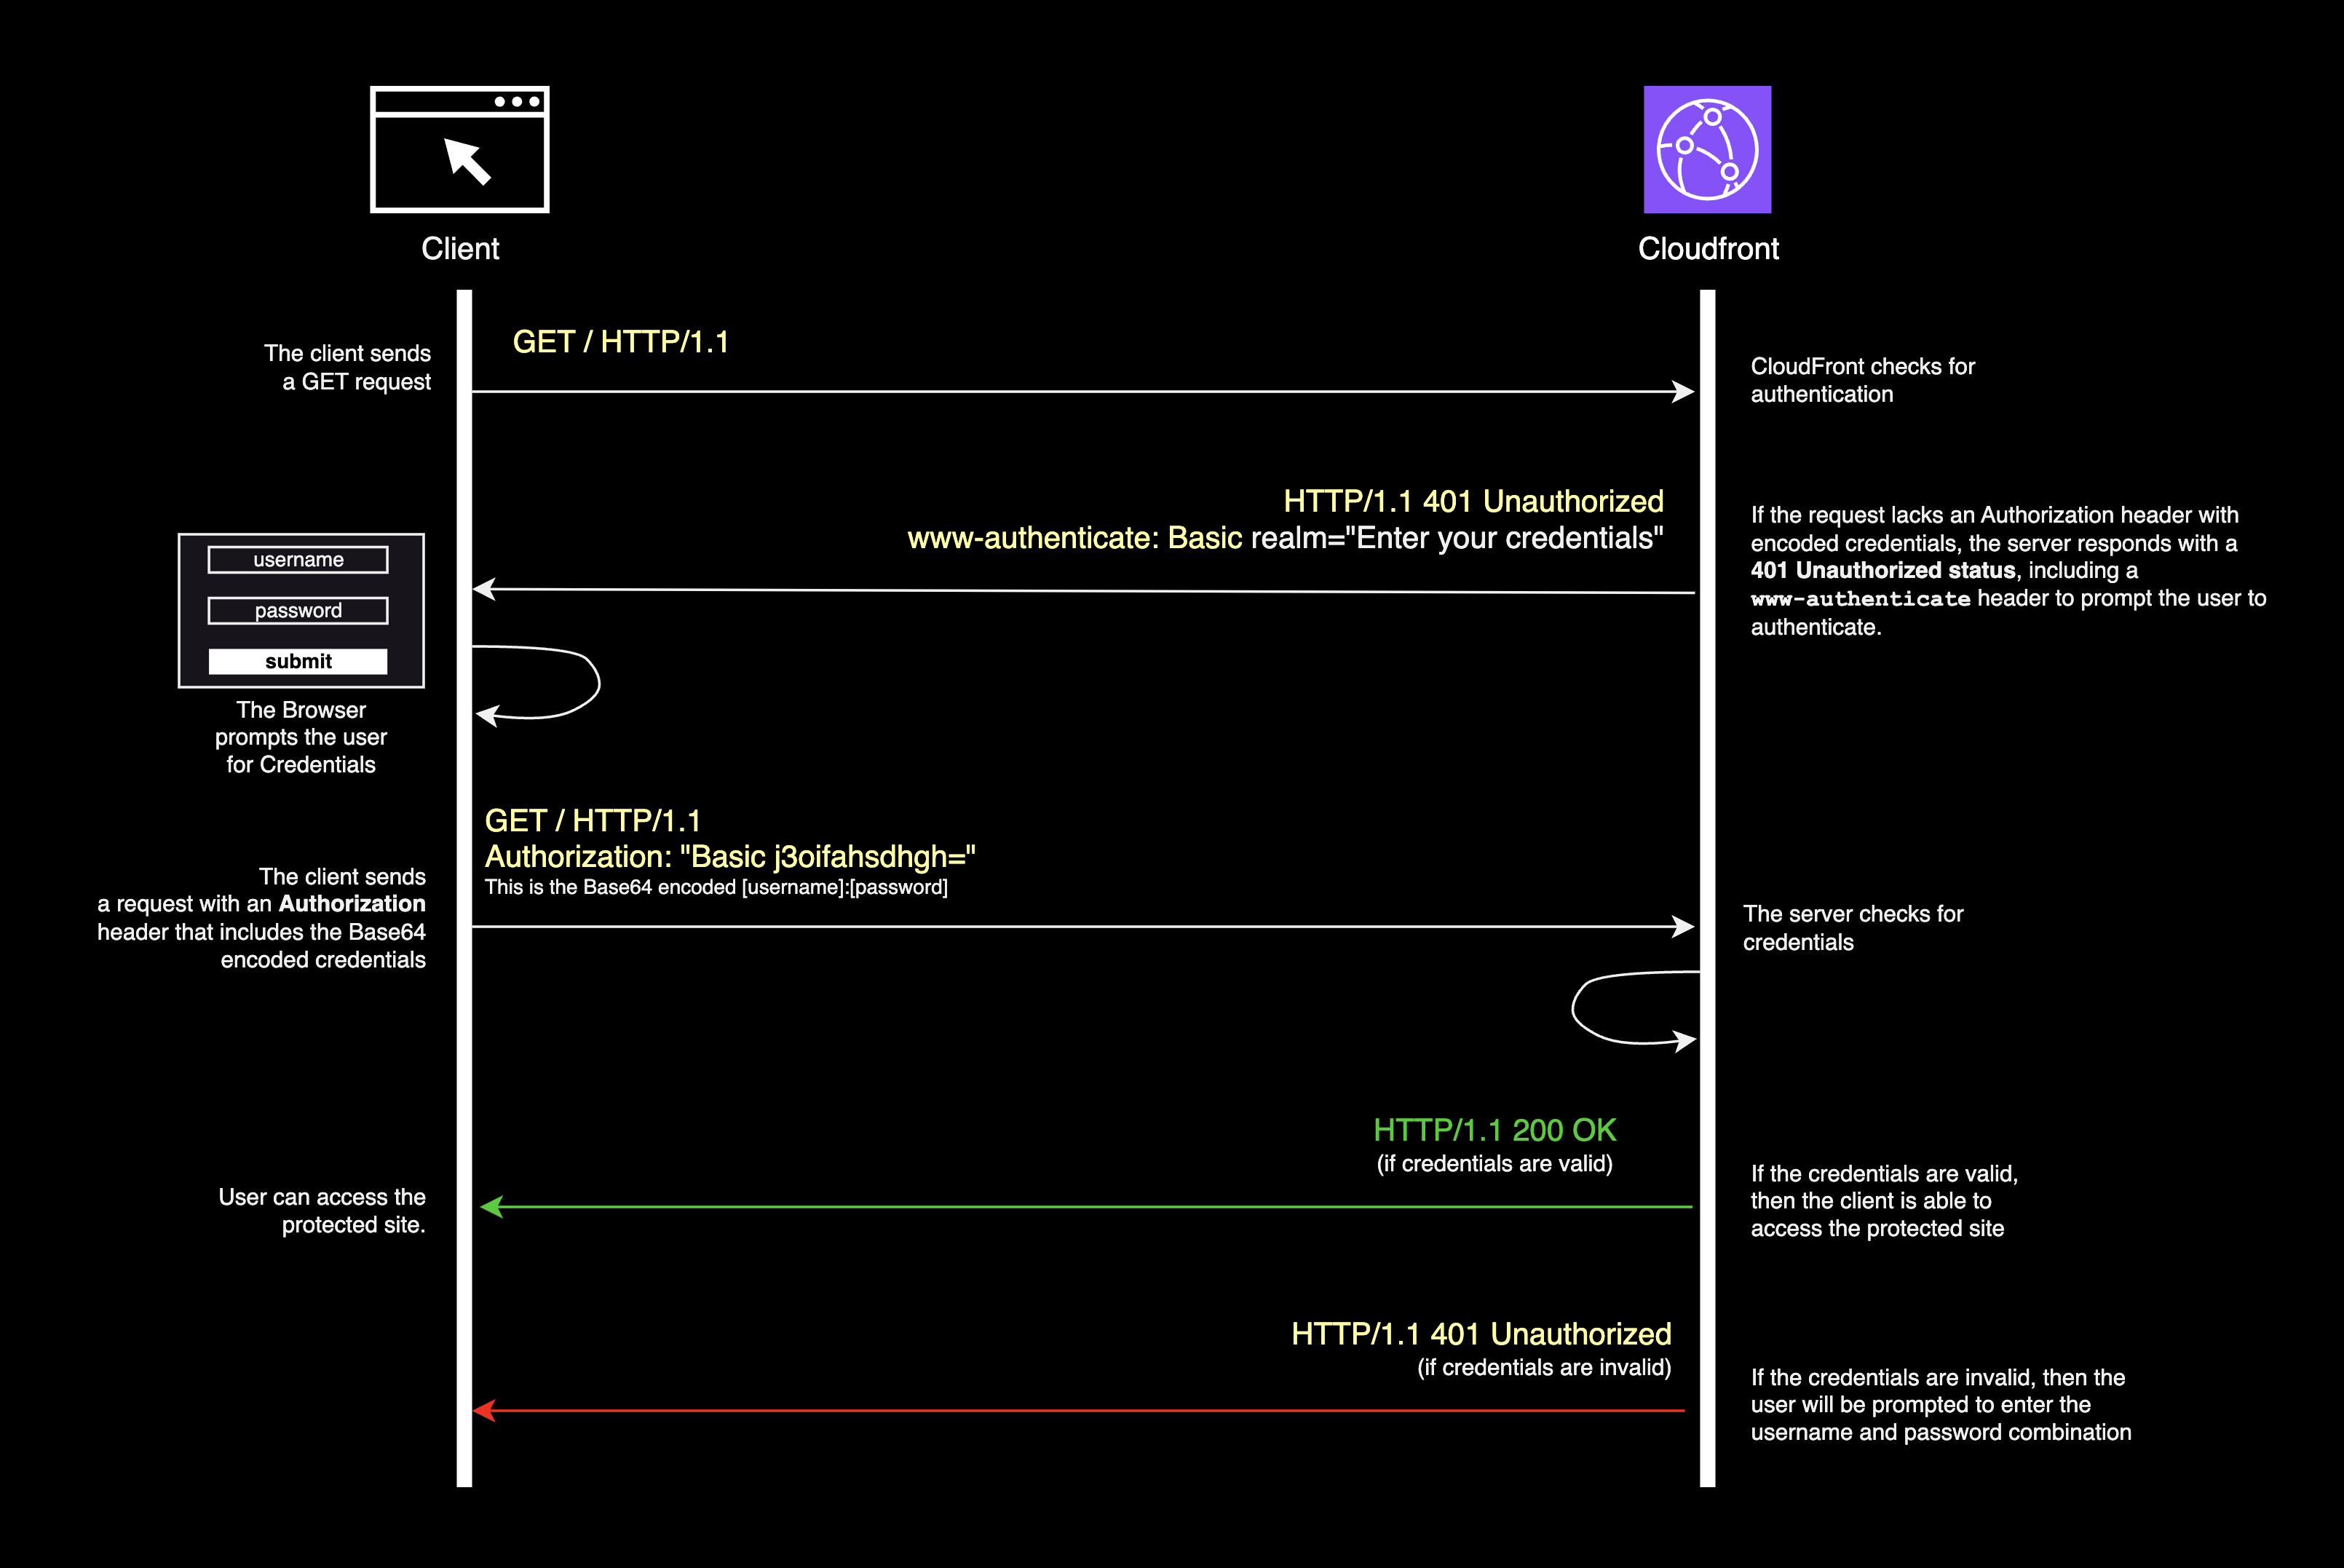 Client
Cloudfront
The client sends
a GET request
GET / HTTP/1.1
CloudFront checks for
authentication
HTTP/1.1 401 Unauthorized
www-authenticate: Basic realm="Enter your credentials"
If the request lacks an Authorization header with
encoded credentials, the server responds with a
401 Unauthorized status, including a
www-authenticate header to prompt the user to
authenticate.
username
password
submit
The Browser
prompts the user
for Credentials
GET / HTTP/1.1
Authorization: "Basic j3oifahsdhgh="
This is the Base64 encoded [username]:[password]
The client sends
a request with an Authorization
header that includes the Base64
encoded credentials
The server checks for
credentials
HTTP/1.1 200 OK
(if credentials are valid)
User can access the
protected site.
If the credentials are valid,
then the client is able to
access the protected site
HTTP/1.1 401 Unauthorized
(if credentials are invalid)
If the credentials are invalid, then the
user will be prompted to enter the
username and password combination